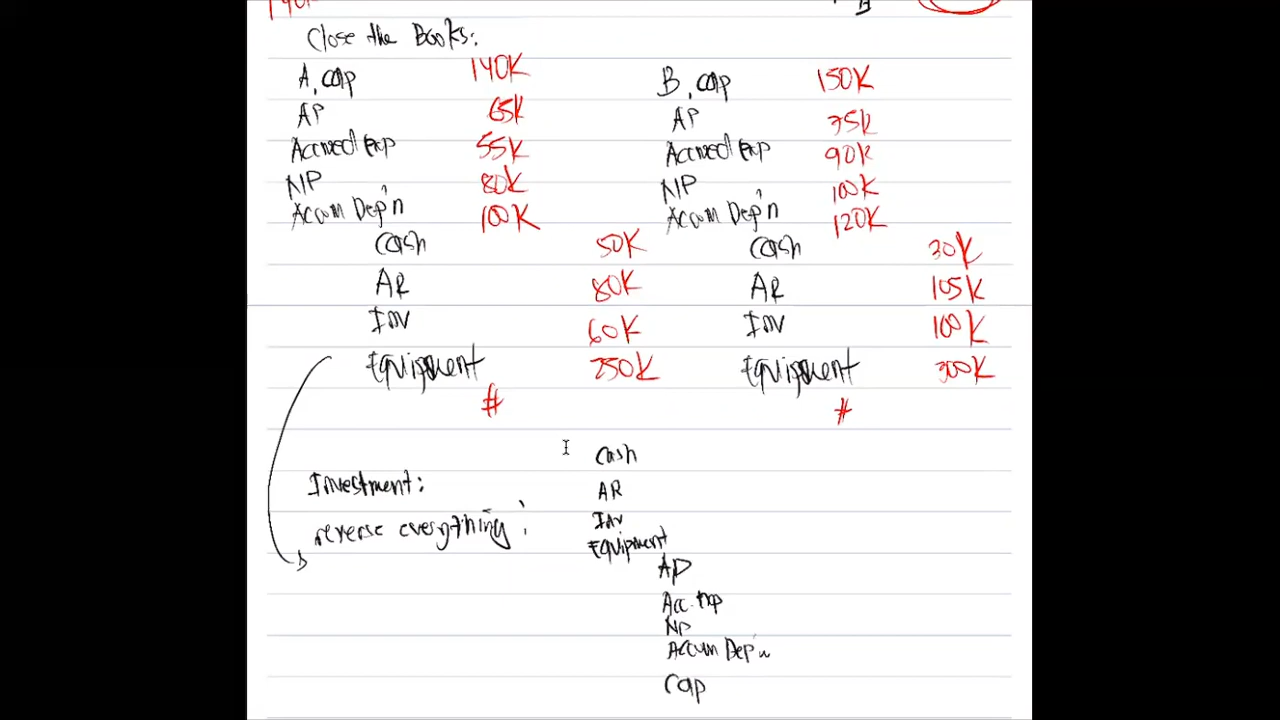 Close the Books:
A, cap 140K B, cap 150K
AP 65K AP 75K
Accrued Exp 55K Accrued Exp 90K
NP 80K NP 100K
Accum Dep'n 100K Accum Dep'n 120K
Cash 50K Cash 30K
AR 80K AR 105K
Inv 60K Inv 100K
Equipment 250K Equipment 300K
# #
Cash
Investment: AR
reverse everything: Inv
Equipment
AP
Acc. Exp
NP
Accum Dep'n
Cap